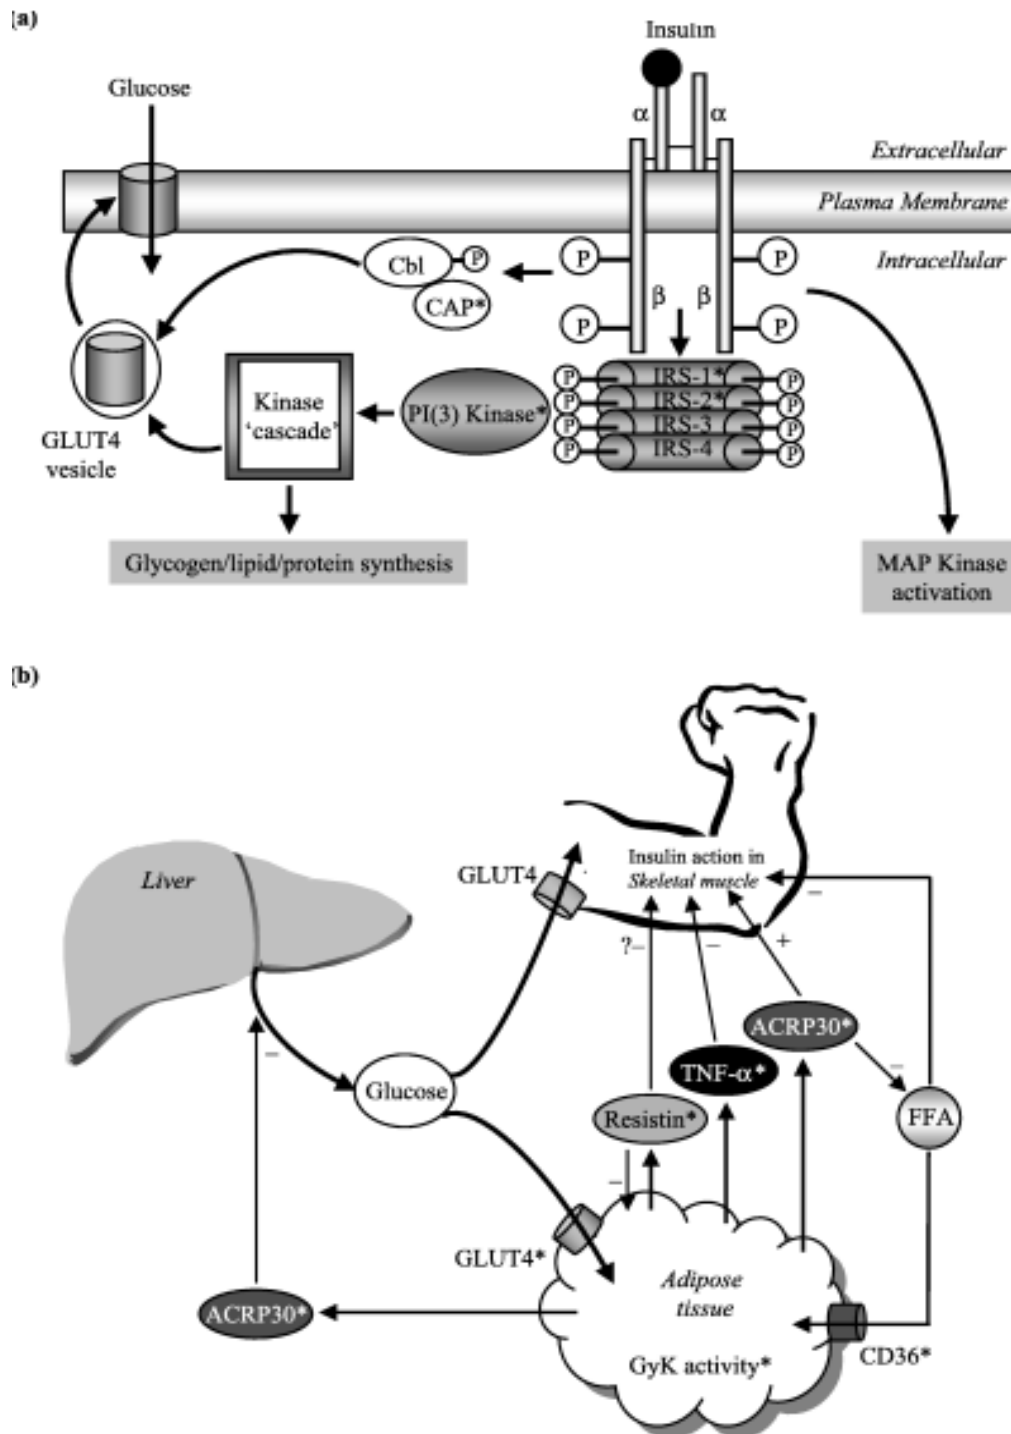 (a)
Insulin
Glucose
α
α
Extracellular
Plasma Membrane
Intracellular
Cbl
P
P
P
CAP*
β
β
P
P
P
IRS-1*
P
Kinase
'cascade'
PI(3) Kinase*
P
IRS-2*
P
P
IRS-3
P
P
IRS-4
P
GLUT4
vesicle
Glycogen/lipid/protein synthesis
MAP Kinase
activation
(b)
Insulin action in
Skeletal muscle
GLUT4
Liver
–
?–
–
+
ACRP30*
–
TNF-α*
–
Glucose
Resistin*
FFA
–
GLUT4*
Adipose
tissue
ACRP30*
GyK activity*
CD36*